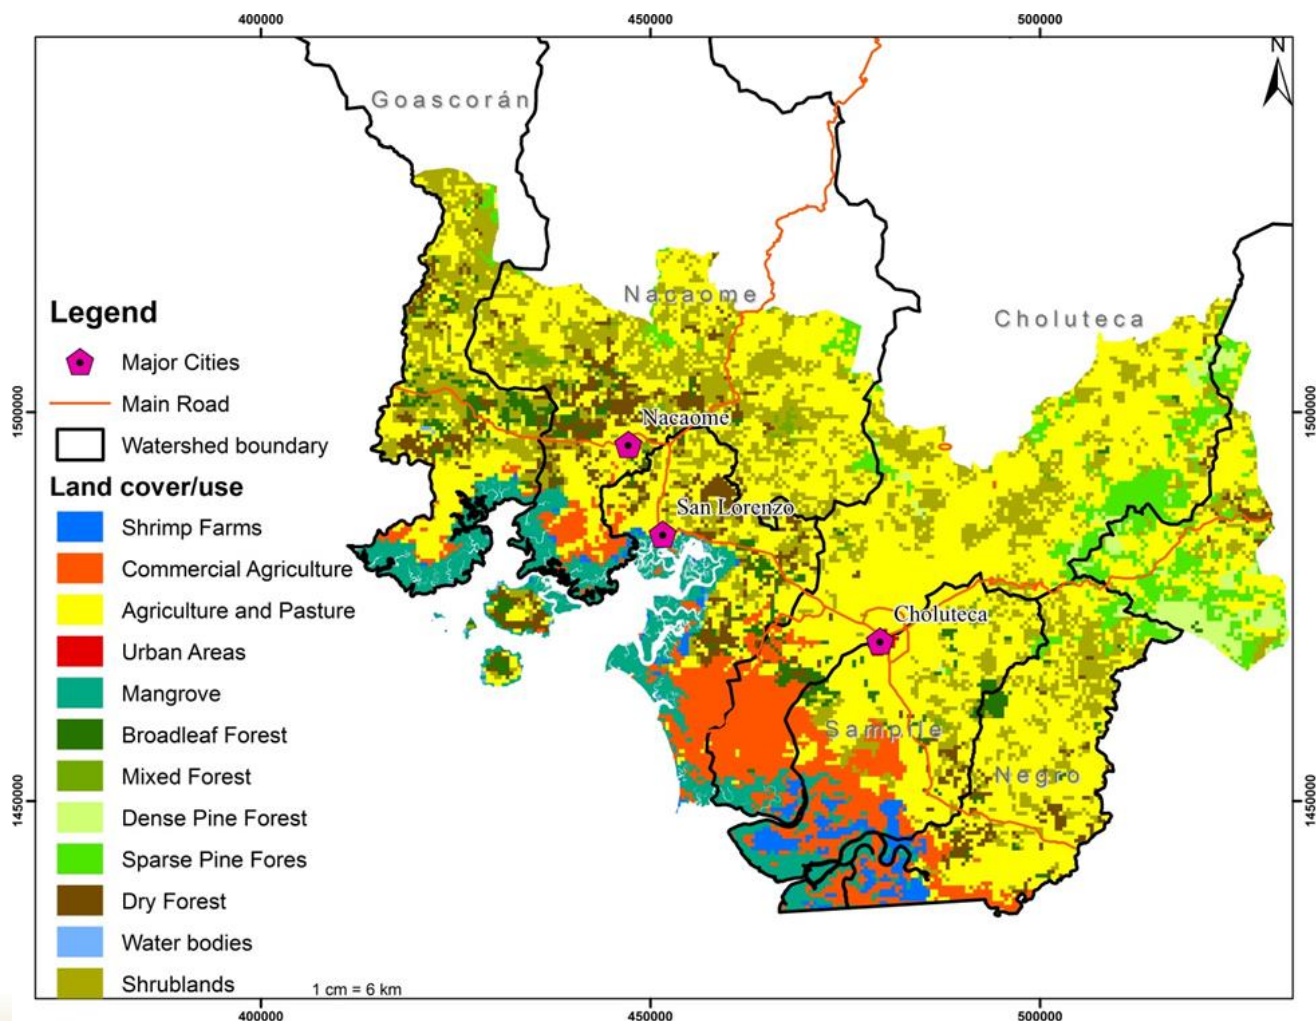 400000 450000 500000
N
Goascorán
Nacaome
Choluteca
Legend
Major Cities
Main Road
Watershed boundary
Land cover/use
Shrimp Farms
Commercial Agriculture
Agriculture and Pasture
Urban Areas
Mangrove
Broadleaf Forest
Mixed Forest
Dense Pine Forest
Sparse Pine Fores
Dry Forest
Water bodies
Shrublands
1500000
1500000
Nacaome
San Lorenzo
Choluteca
Sampile
Negro
1450000
1450000
1 cm = 6 km
400000 450000 500000